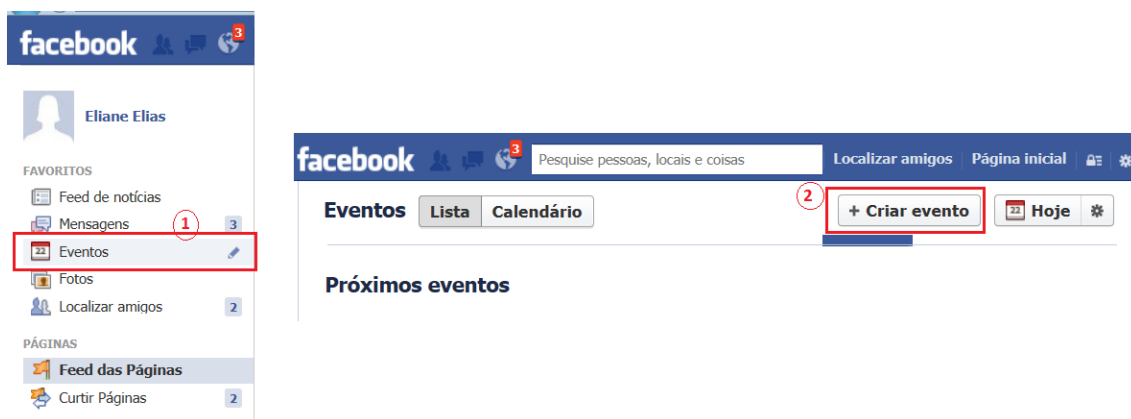 facebook 3
Eliane Elias
FAVORITOS
Feed de notícias
Mensagens 1 3
22 Eventos
Fotos
Localizar amigos 2
PÁGINAS
Feed das Páginas
Curtir Páginas 2
facebook 3 Pesquise pessoas, locais e coisas Localizar amigos Página inicial
Eventos Lista Calendário 2 + Criar evento 22 Hoje
Próximos eventos